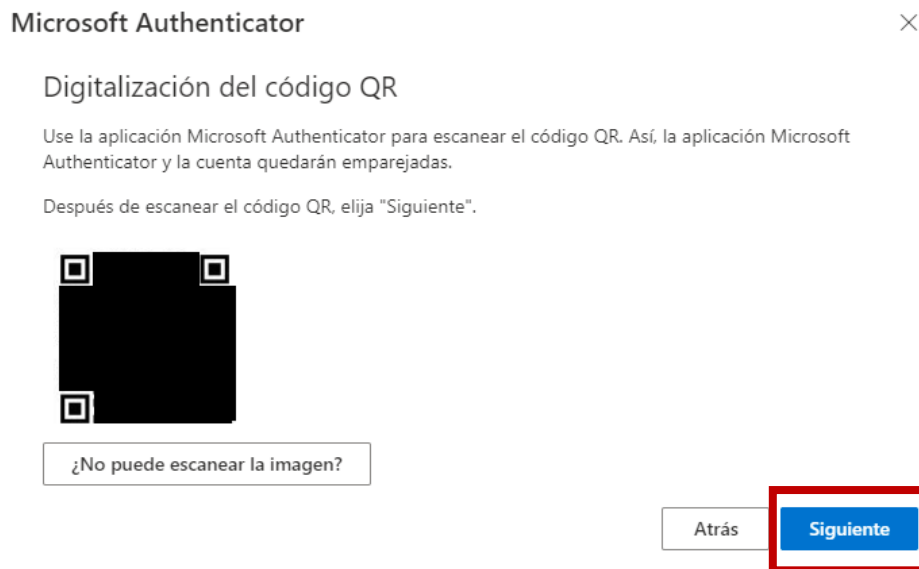 Microsoft Authenticator
Digitalización del código QR
Use la aplicación Microsoft Authenticator para escanear el código QR. Así, la aplicación Microsoft
Authenticator y la cuenta quedarán emparejadas.
Después de escanear el código QR, elija "Siguiente".
¿No puede escanear la imagen?
Atrás
Siguiente